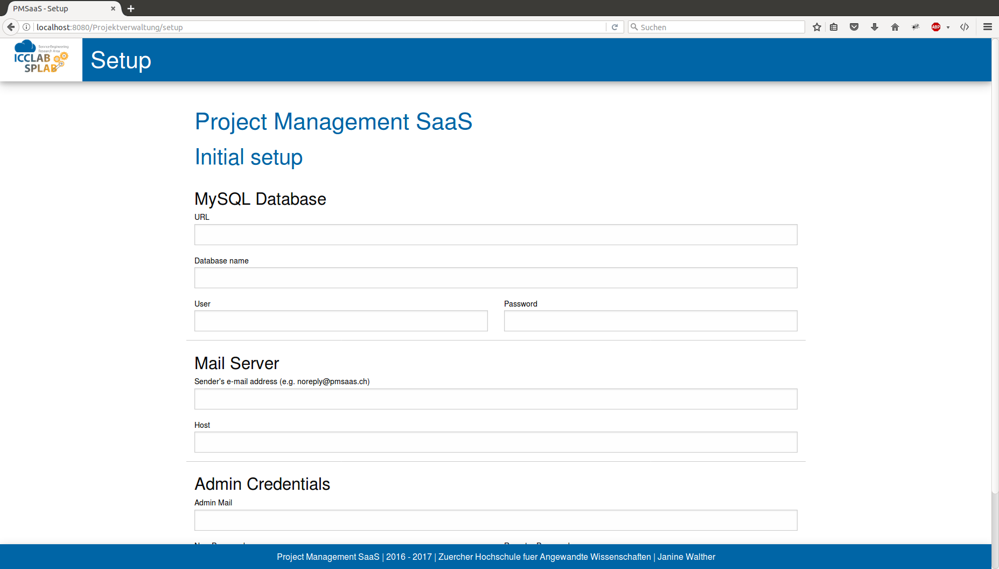 PMSaaS - Setup
localhost:8080/Projektverwaltung/setup
Suchen
ABP
Service Engineering
Research Area
ICCLAB
SPLAB
Setup
Project Management SaaS
Initial setup
MySQL Database
URL
Database name
User Password
Mail Server
Sender's e-mail address (e.g. noreply@pmsaas.ch)
Host
Admin Credentials
Admin Mail
Project Management SaaS | 2016 - 2017 | Zuercher Hochschule fuer Angewandte Wissenschaften | Janine Walther